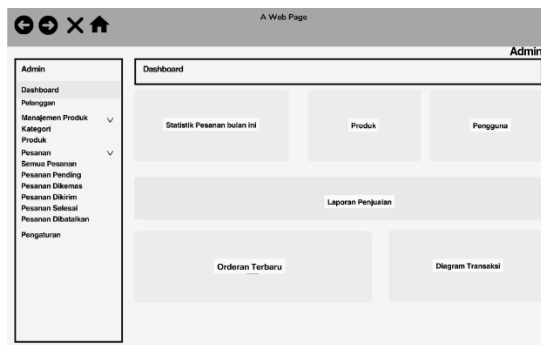 A Web Page
Admin
Admin
Dashboard
Pelanggan
Manajemen Produk
Kategori
Produk
Pesanan
Semua Pesanan
Pesanan Pending
Pesanan Dikemas
Pesanan Dikirim
Pesanan Selesai
Pesanan Dibatalkan
Pengaturan
Dashboard
Statistik Pesanan bulan ini
Produk
Pengguna
Laporan Penjualan
Orderan Terbaru
Diagram Transaksi